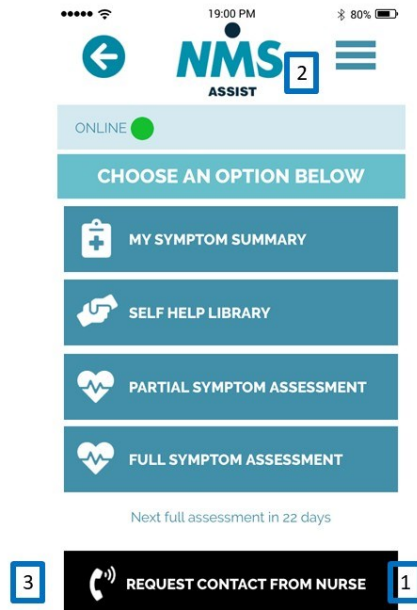 19:00 PM
80%
NMS
2
ASSIST
ONLINE
CHOOSE AN OPTION BELOW
MY SYMPTOM SUMMARY
SELF HELP LIBRARY
PARTIAL SYMPTOM ASSESSMENT
FULL SYMPTOM ASSESSMENT
Next full assessment in 22 days
3
REQUEST CONTACT FROM NURSE
1